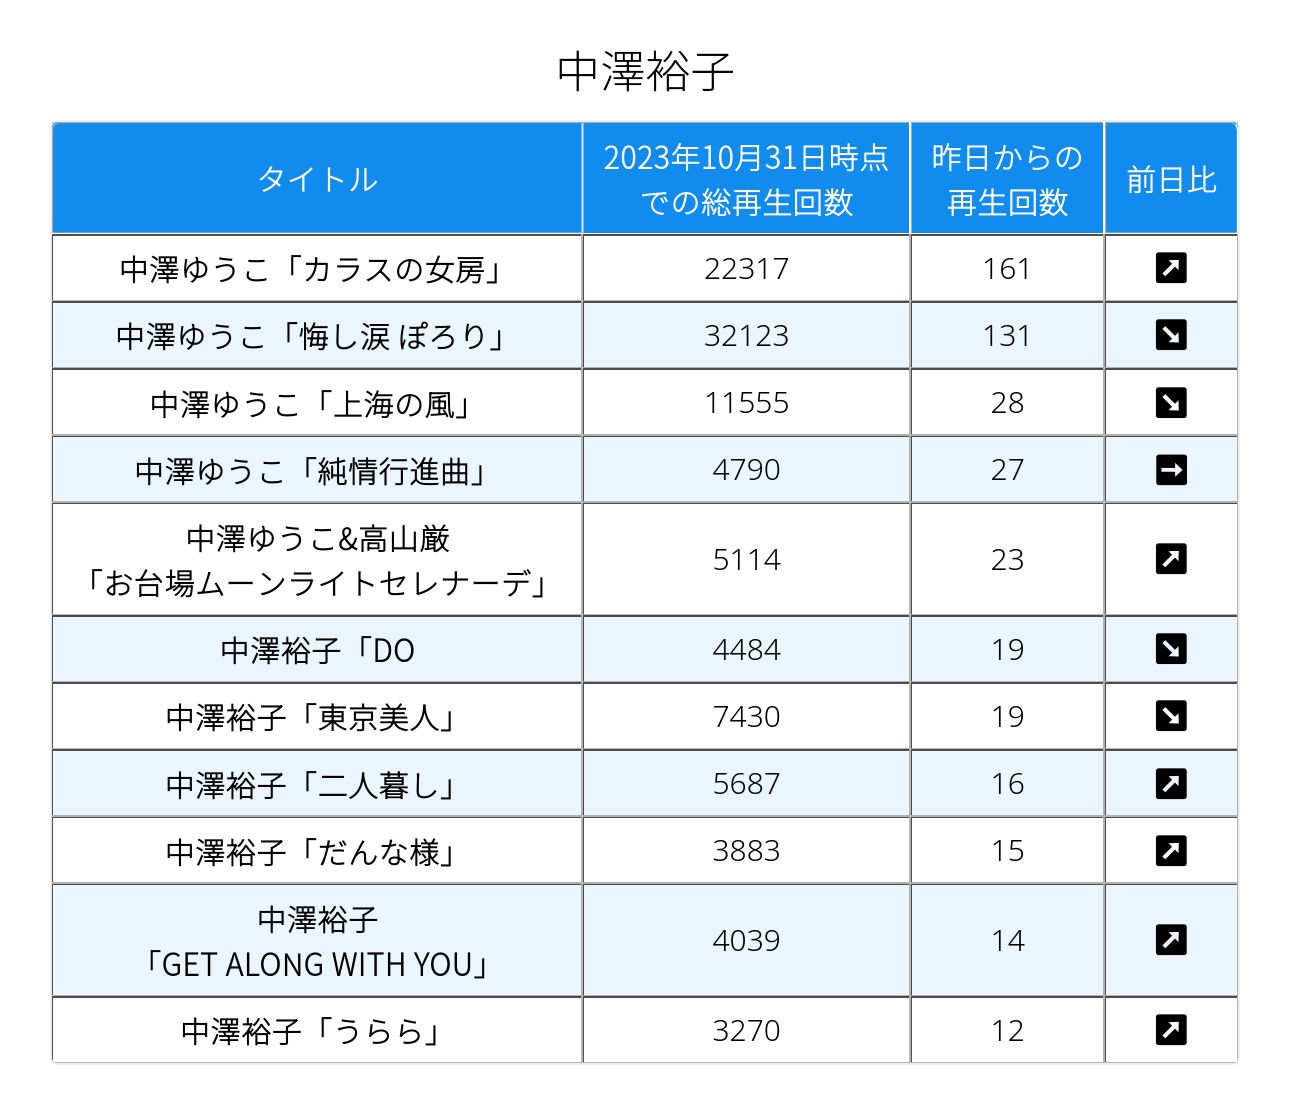 中澤裕子
タイトル
2023年10月31日時点
での総再生回数
昨日からの
再生回数
前日比
中澤ゆうこ「カラスの女房」 22317 161 ↗
中澤ゆうこ「悔し涙 ぽろり」 32123 131 ↘
中澤ゆうこ「上海の風」 11555 28 ↘
中澤ゆうこ「純情行進曲」 4790 27 →
中澤ゆうこ&高山厳
「お台場ムーンライトセレナーデ」 5114 23 ↗
中澤裕子「DO 4484 19 ↘
中澤裕子「東京美人」 7430 19 ↘
中澤裕子「二人暮し」 5687 16 ↗
中澤裕子「だんな様」 3883 15 ↗
中澤裕子
「GET ALONG WITH YOU」 4039 14 ↗
中澤裕子「うらら」 3270 12 ↗